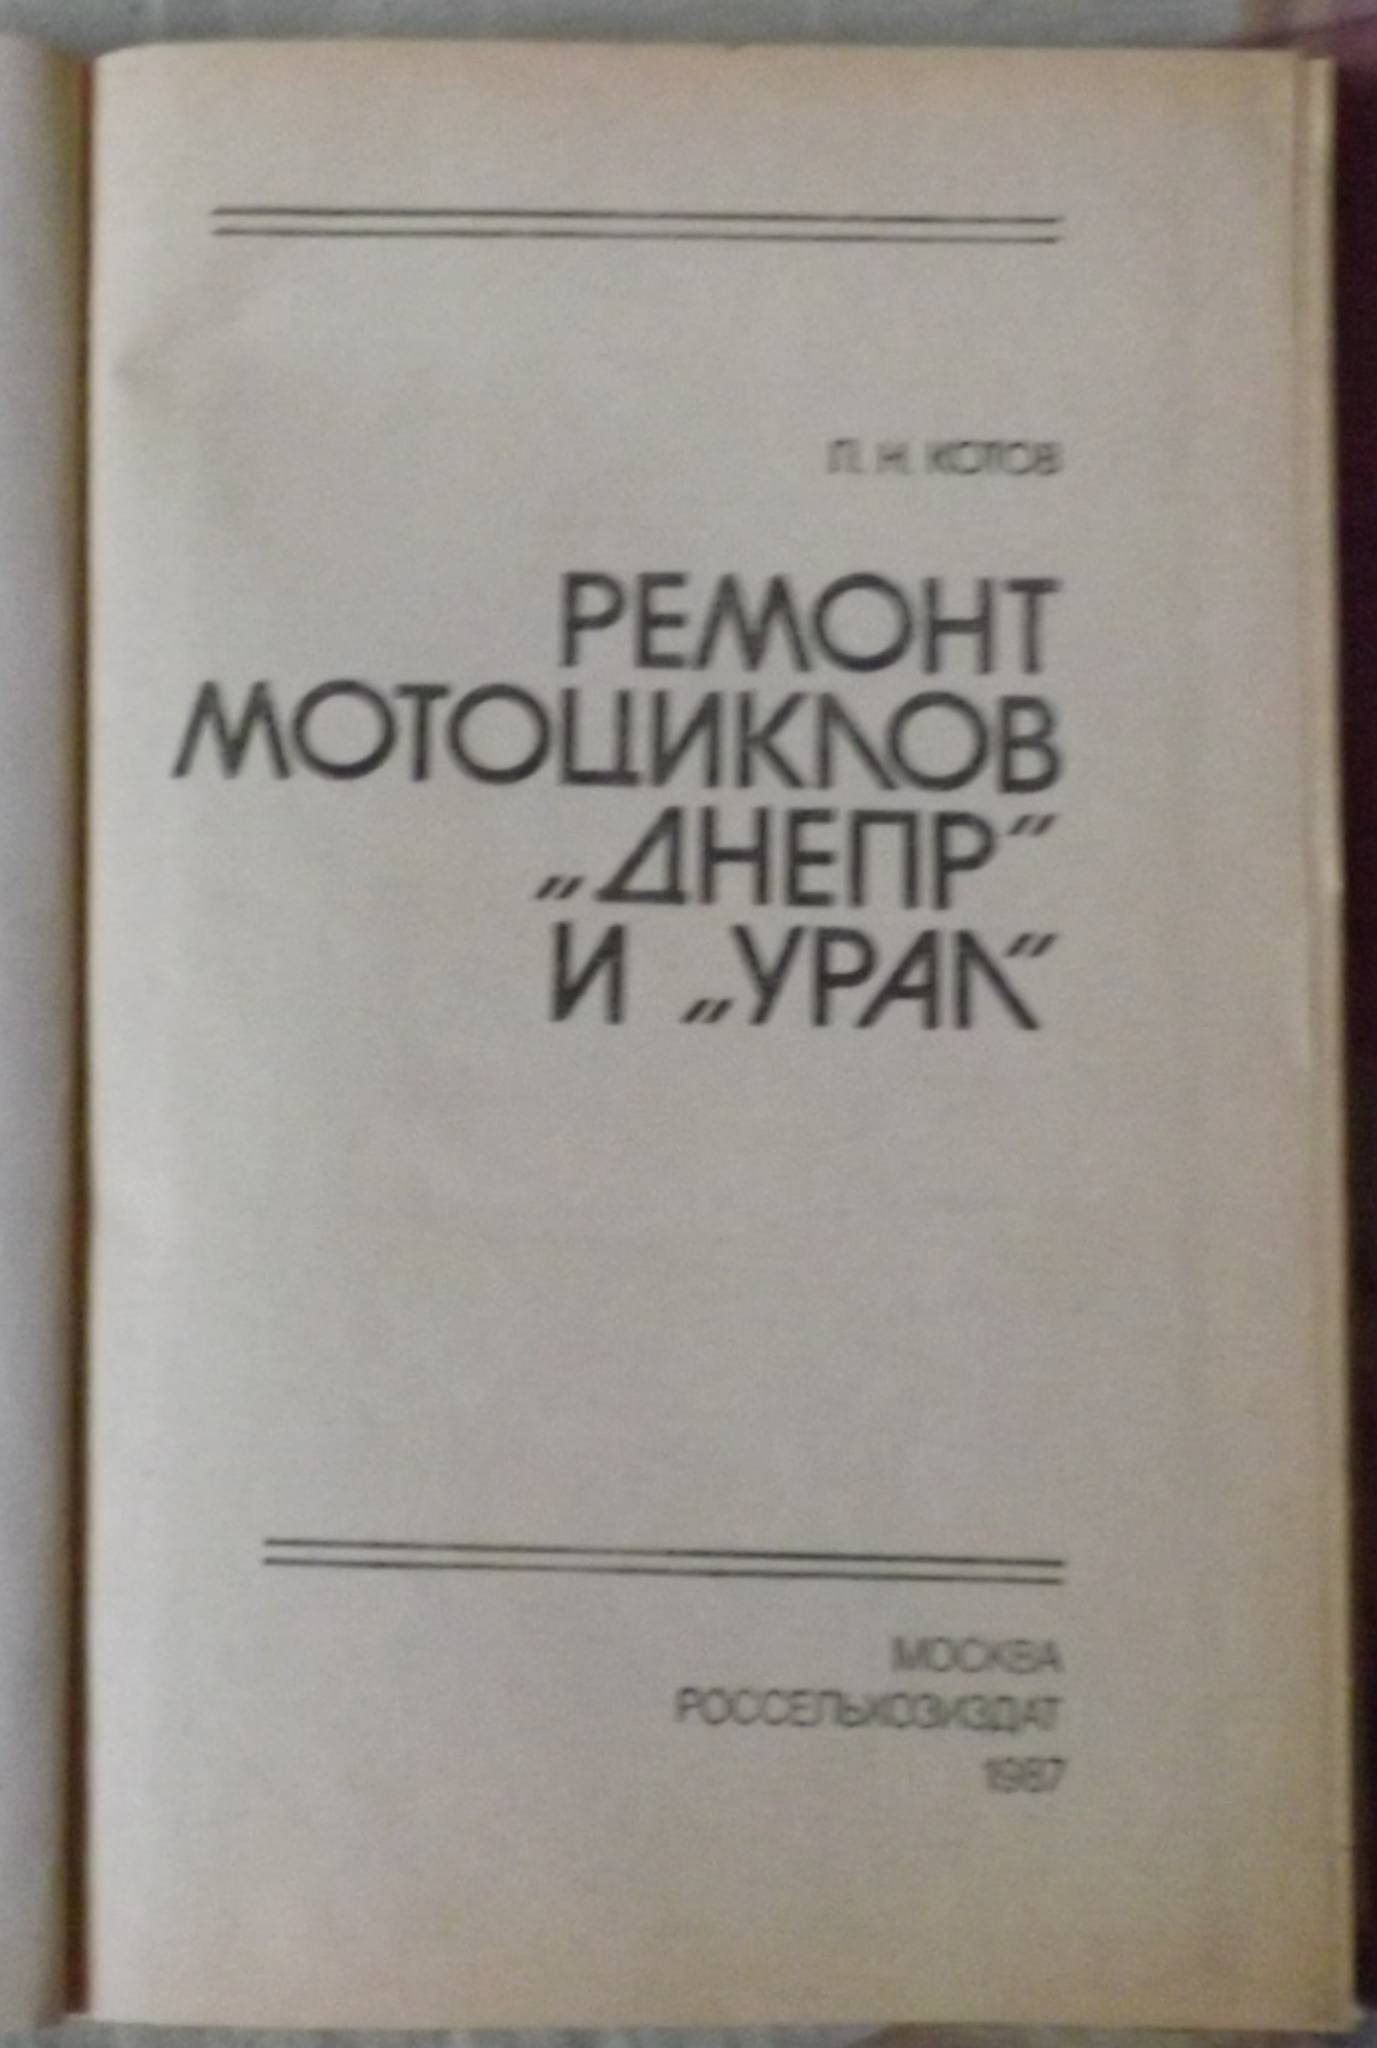 П. Н. КОТОВ
РЕМОНТ
МОТОЦИКЛОВ
„ДНЕПР"
И „УРАЛ"
МОСКВА
РОССЕЛЬХОЗИЗДАТ
1987